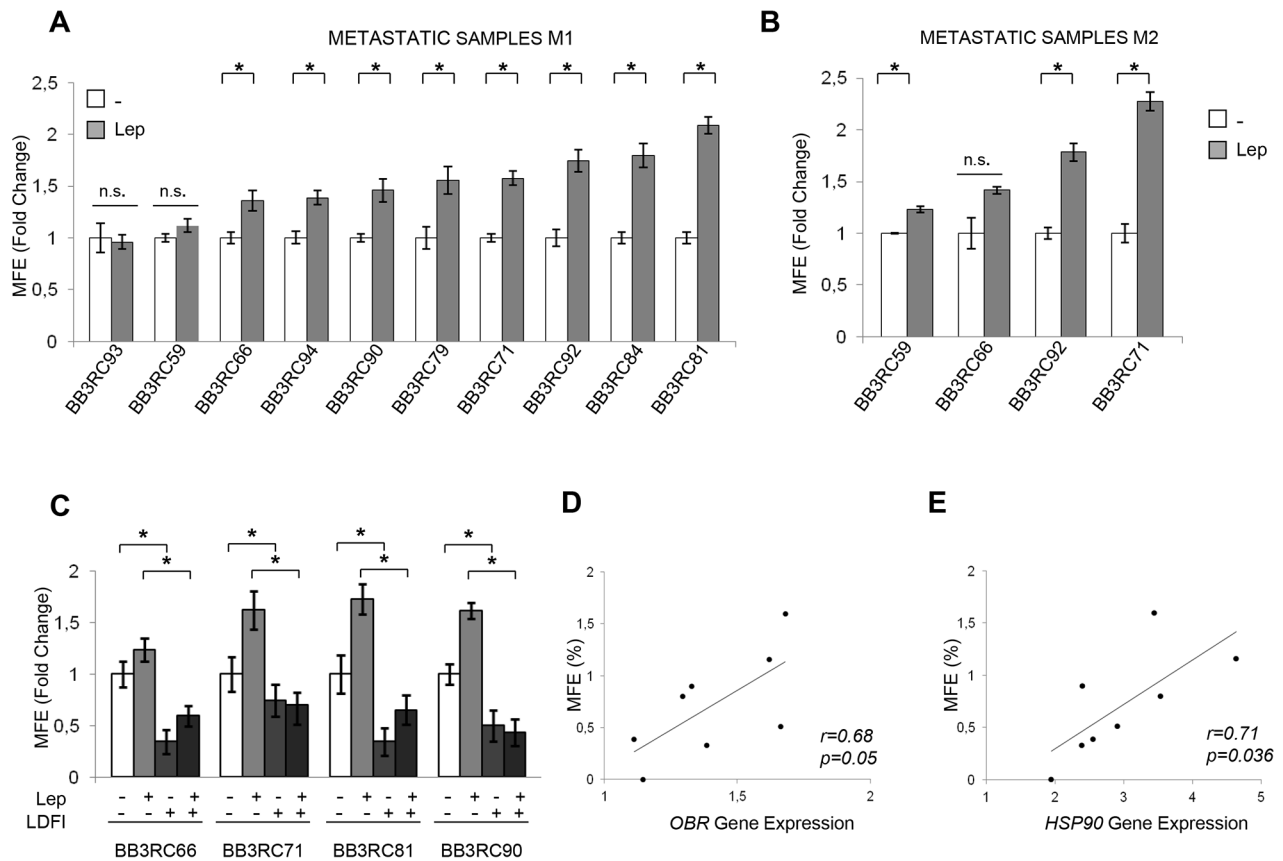 A
METASTATIC SAMPLES M1
* * * * * * * *
2,5
2
1,5
1
0,5
0
MFE (Fold Change)
-
Lep
n.s. n.s.
BB3RC93 BB3RC59 BB3RC66 BB3RC94 BB3RC90 BB3RC79 BB3RC71 BB3RC92 BB3RC84 BB3RC81
B
METASTATIC SAMPLES M2
* * *
2,5
2
1,5
1
0,5
0
MFE (Fold Change)
n.s.
-
Lep
BB3RC59 BB3RC66 BB3RC92 BB3RC71
C
* * * *
* * * *
2
1,5
1
0,5
0
MFE (Fold Change)
Lep - + - + - + - + - + - + - + - +
LDFI - - + + - - + + - - + + - - + +
BB3RC66 BB3RC71 BB3RC81 BB3RC90
D
2
1,5
1
0,5
0
MFE (%)
r=0.68
p=0.05
1 1,5 2
OBR Gene Expression
E
2
1,5
1
0,5
0
MFE (%)
r=0.71
p=0.036
1 2 3 4 5
HSP90 Gene Expression